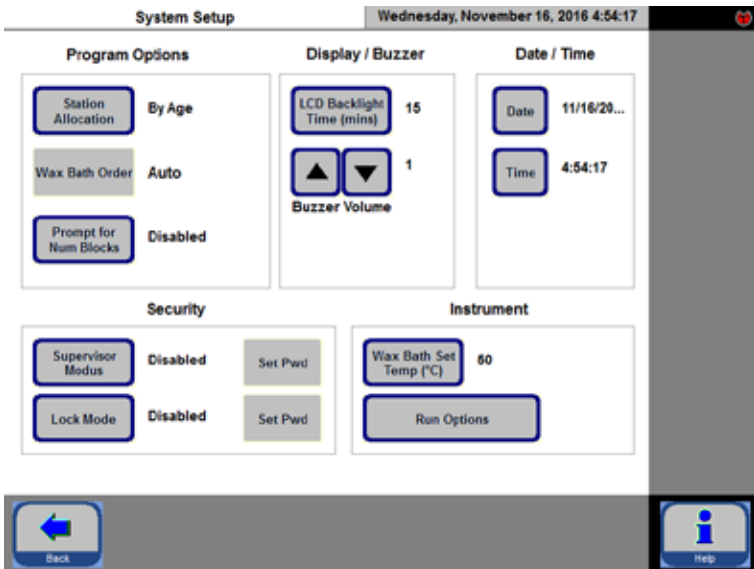 System Setup
Wednesday, November 16, 2016 4:54:17
Program Options
Display / Buzzer
Date / Time
Station
Allocation
By Age
LCD Backlight
Time (mins)
15
Date
11/16/20...
Wax Bath Order
Auto
1
Time
4:54:17
Buzzer Volume
Prompt for
Num Blocks
Disabled
Security
Instrument
Supervisor
Modus
Disabled
Set Pwd
Wax Bath Set
Temp (°C)
60
Lock Mode
Disabled
Set Pwd
Run Options
Back
Help